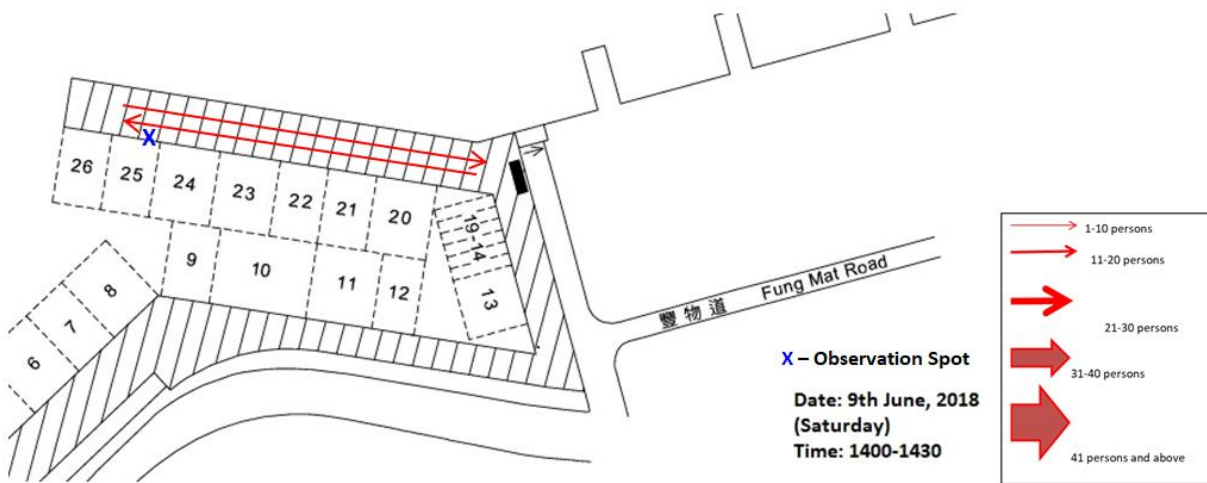 X
26
25
24
23
22
21
20
19-14
9
10
11
12
13
8
7
6
豐物道 Fung Mat Road
X – Observation Spot
Date: 9th June, 2018
(Saturday)
Time: 1400-1430
1-10 persons
11-20 persons
21-30 persons
31-40 persons
41 persons and above